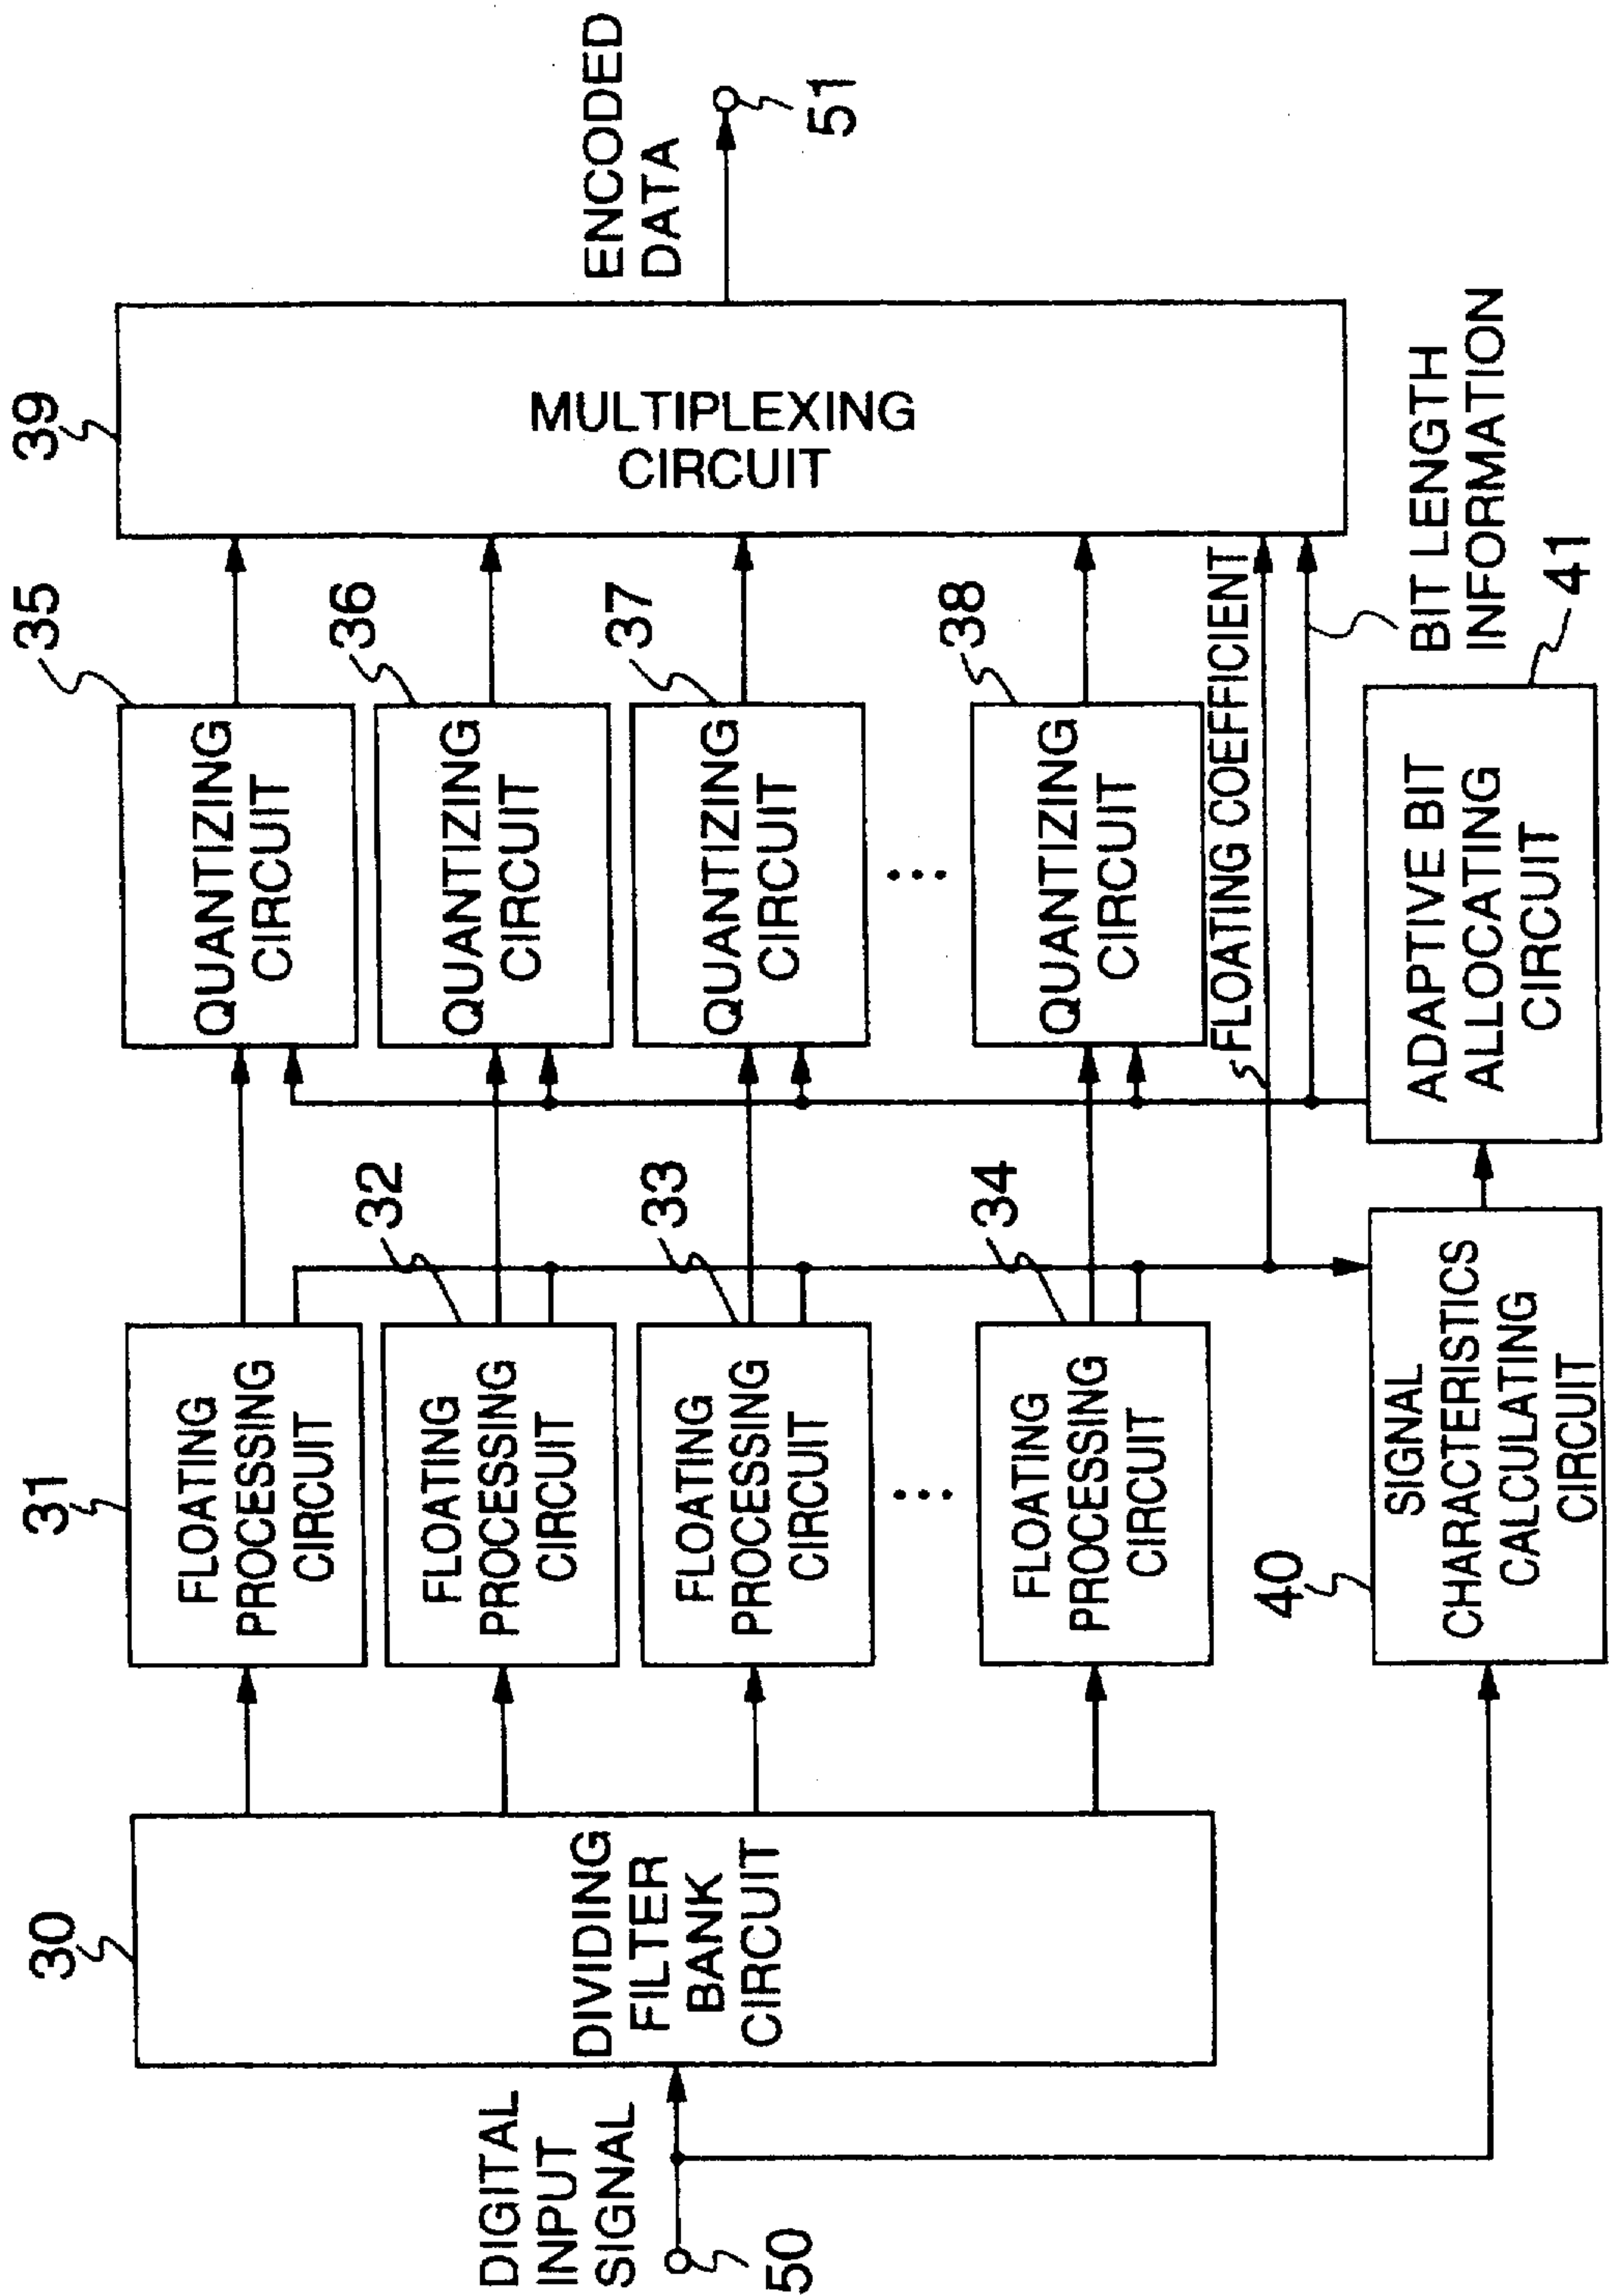 DIGITAL
INPUT
SIGNAL
50
30
DIVIDING
FILTER
BANK
CIRCUIT
31
FLOATING
PROCESSING
CIRCUIT
32
FLOATING
PROCESSING
CIRCUIT
33
FLOATING
PROCESSING
CIRCUIT
...
34
FLOATING
PROCESSING
CIRCUIT
40
SIGNAL
CHARACTERISTICS
CALCULATING
CIRCUIT
35
QUANTIZING
CIRCUIT
36
QUANTIZING
CIRCUIT
37
QUANTIZING
CIRCUIT
...
38
QUANTIZING
CIRCUIT
FLOATING COEFFICIENT
41
ADAPTIVE BIT
ALLOCATING
CIRCUIT
BIT LENGTH
INFORMATION
39
MULTIPLEXING
CIRCUIT
ENCODED
DATA
51